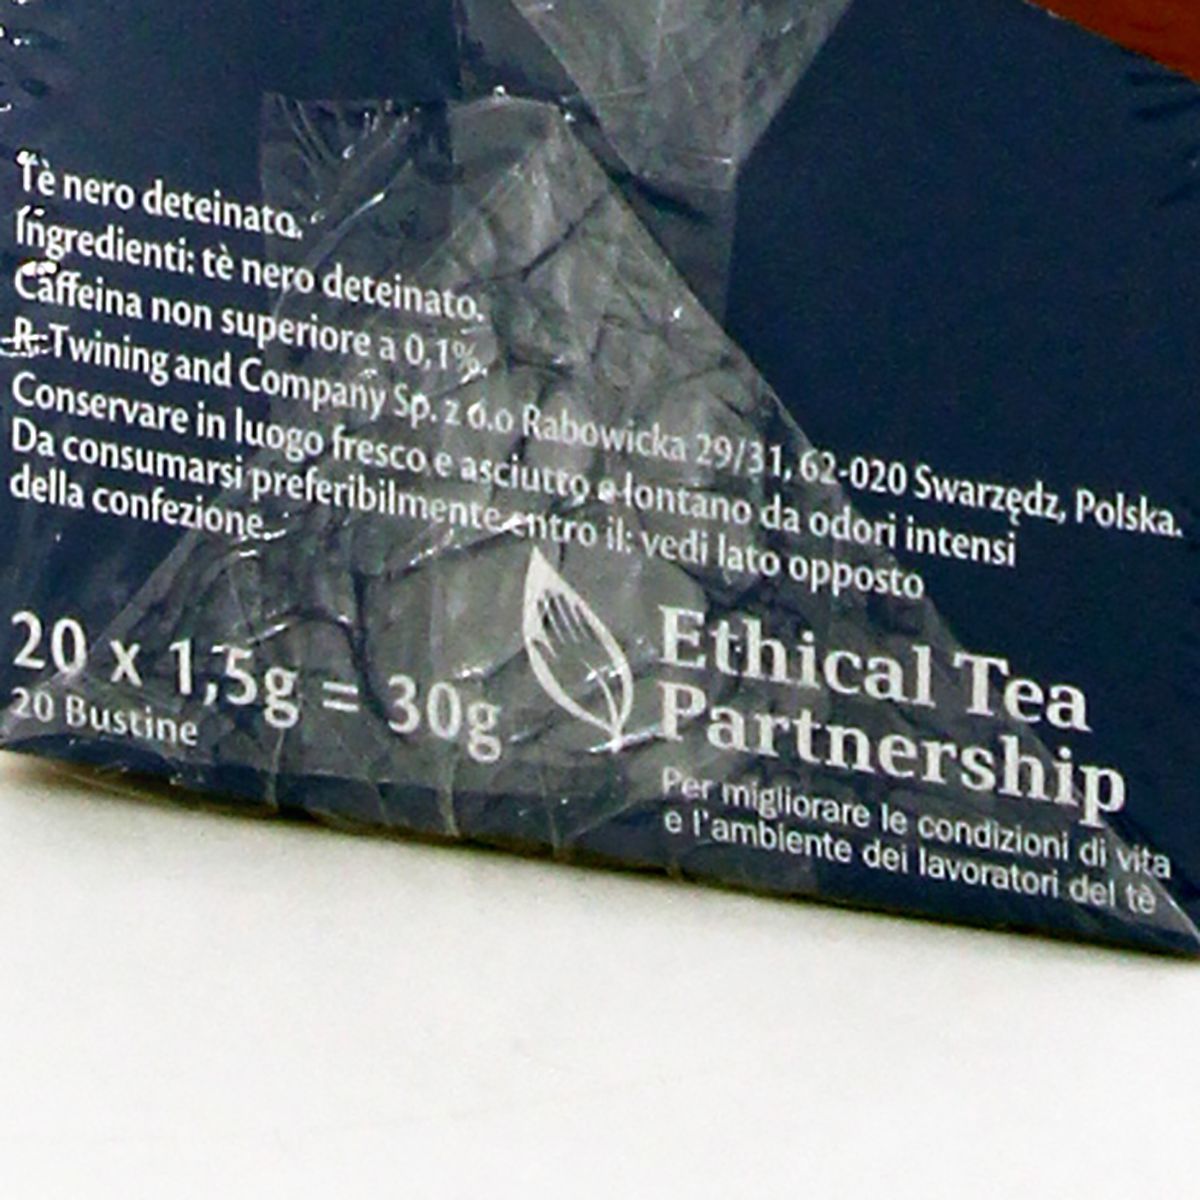 Tè nero deteinato.
Ingredienti: tè nero deteinato.
Caffeina non superiore a 0,1%.
R. Twining and Company Sp. z o.o Rabowicka 29/31, 62-020 Swarzędz, Polska.
Conservare in luogo fresco e asciutto e lontano da odori intensi
Da consumarsi preferibilmente entro il: vedi lato opposto
della confezione.
20 x 1,5g = 30g
20 Bustine
Ethical Tea
Partnership
Per migliorare le condizioni di vita
e l'ambiente dei lavoratori del tè